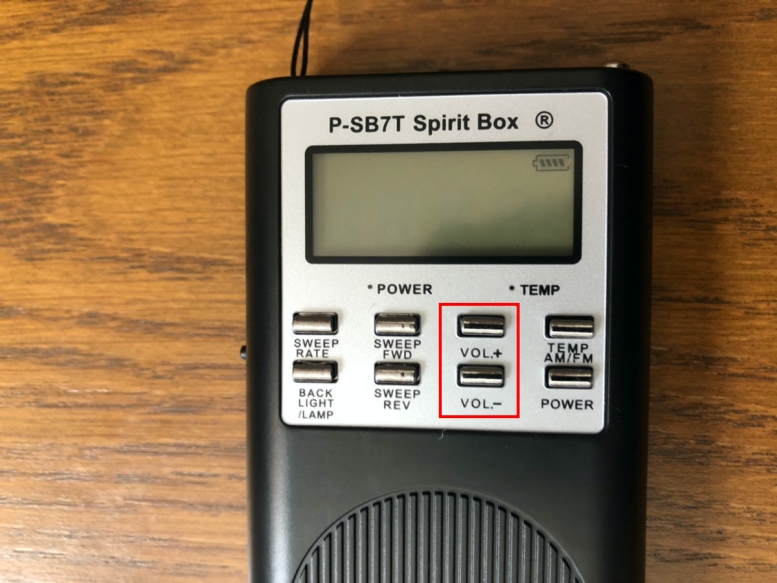 P-SB7T Spirit Box ®
* POWER * TEMP
SWEEP RATE
SWEEP FWD
VOL.+
TEMP AM/FM
BACK LIGHT /LAMP
SWEEP REV
VOL.-
POWER